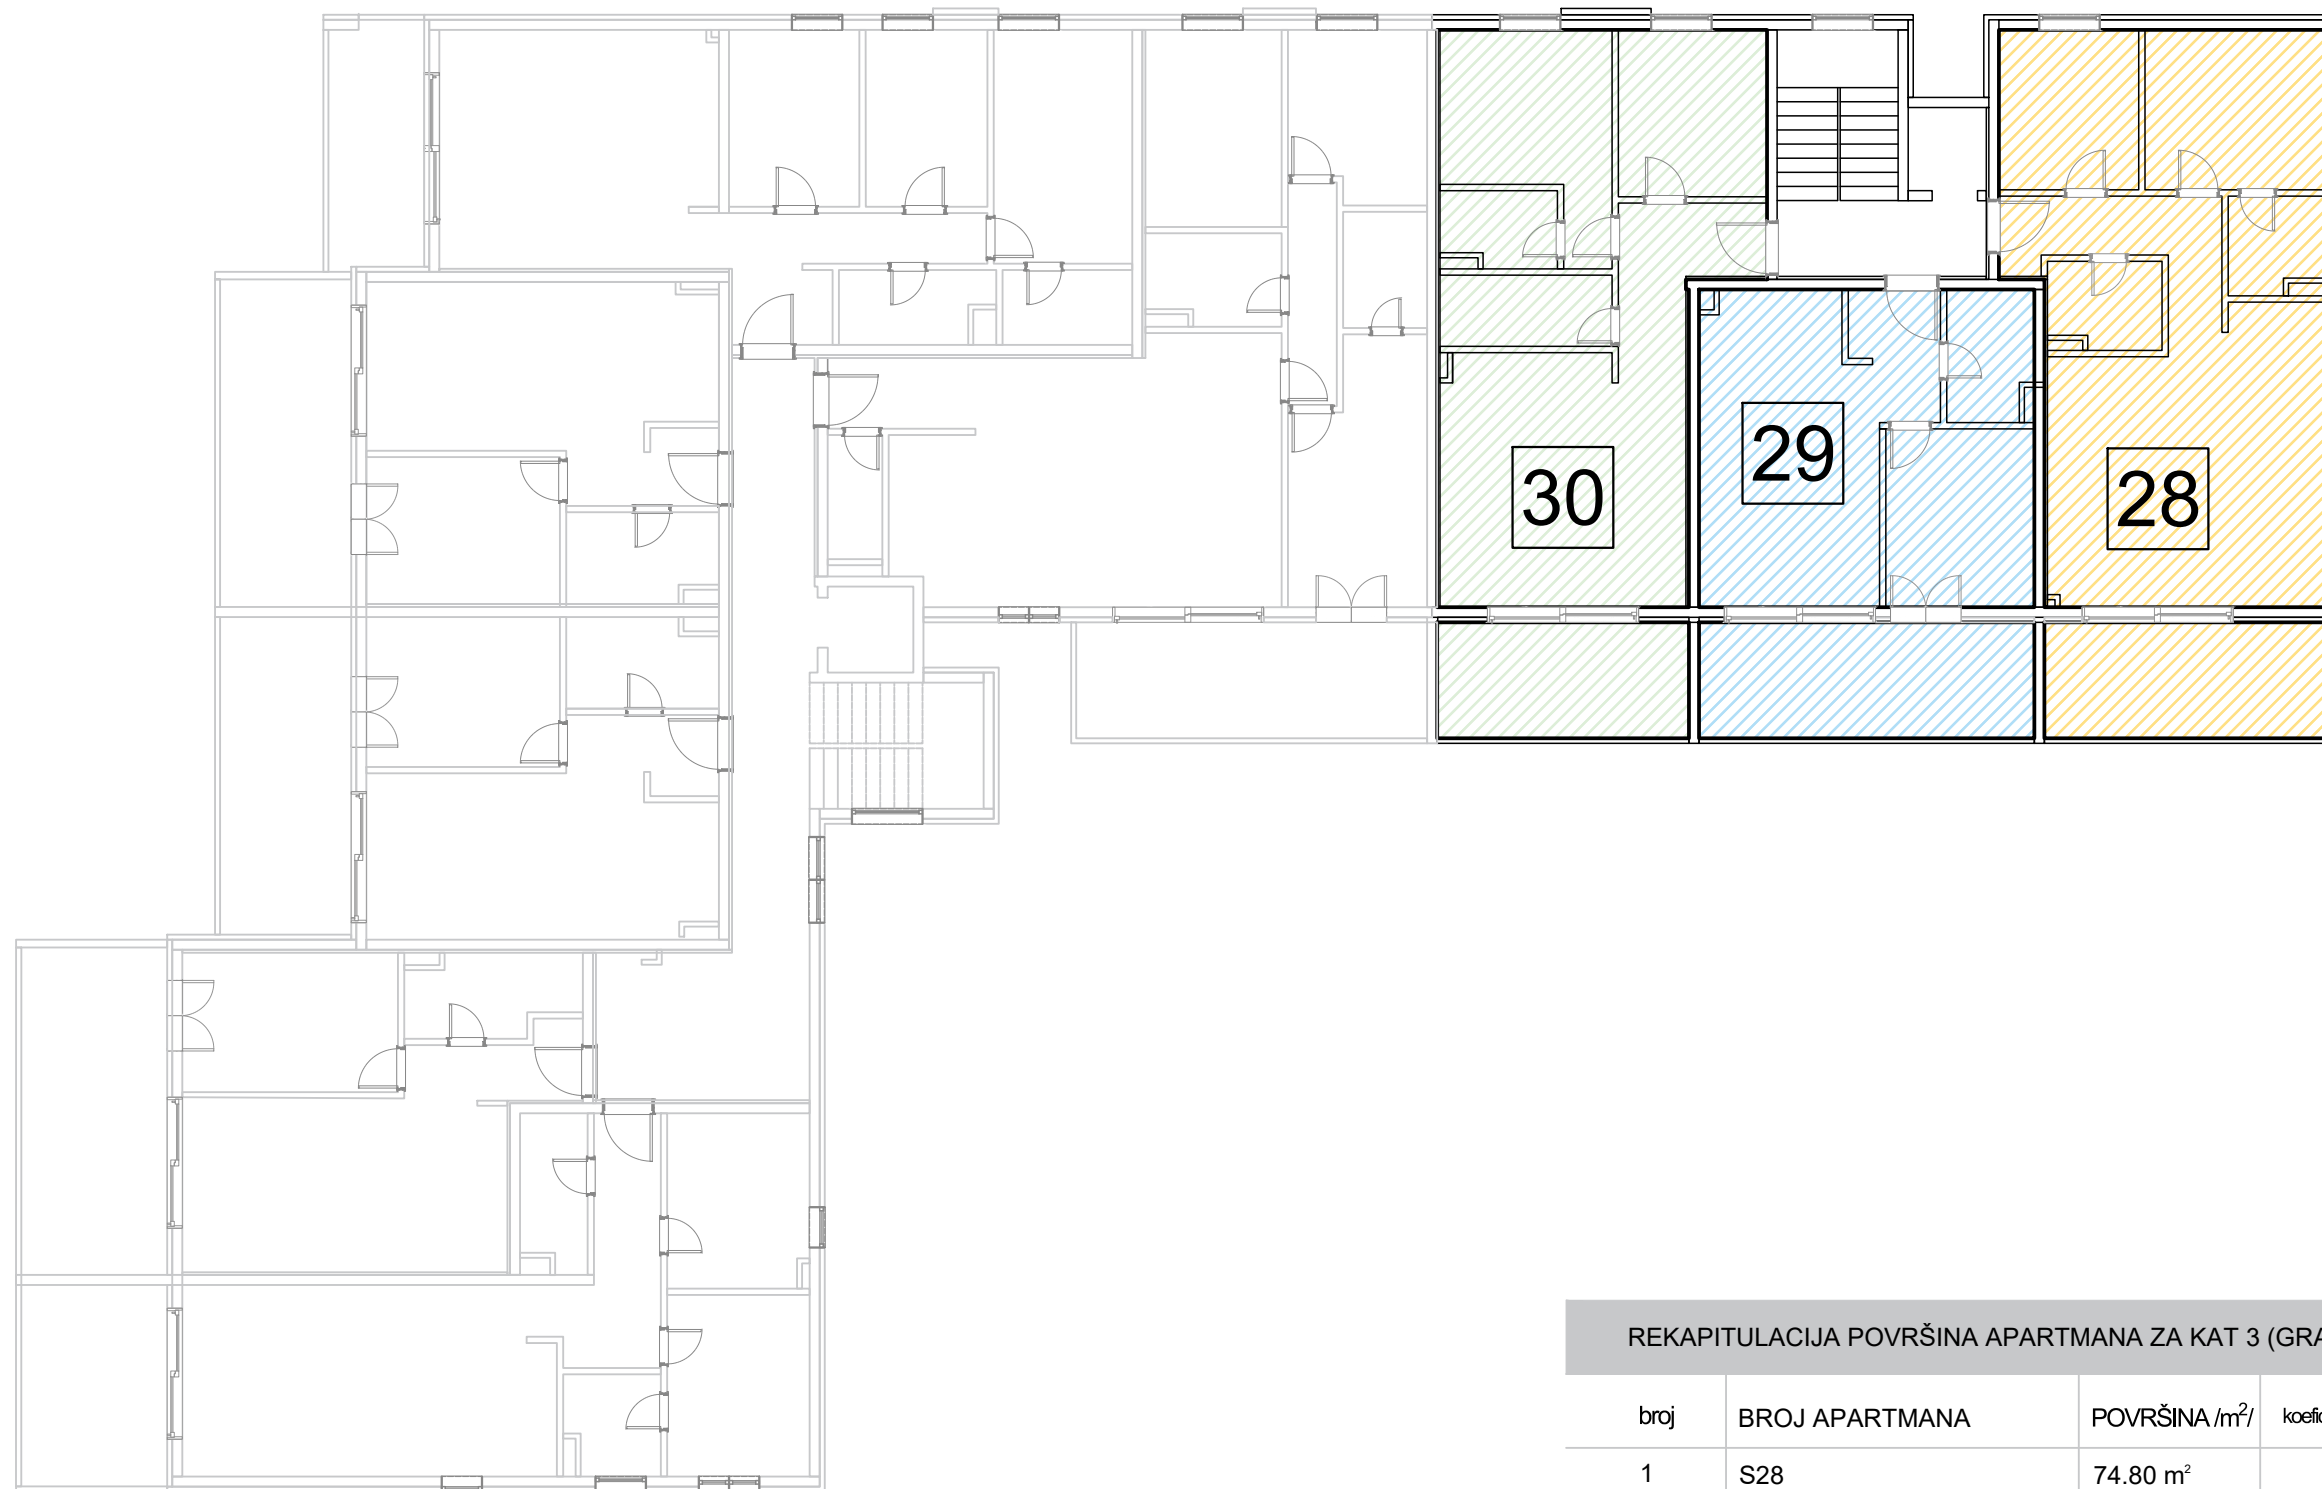 30
29
28
REKAPITULACIJA POVRŠINA APARTMANA ZA KAT 3
broj BROJ APARTMANA POVRŠINA /m²/
1 S28 74.80 m²